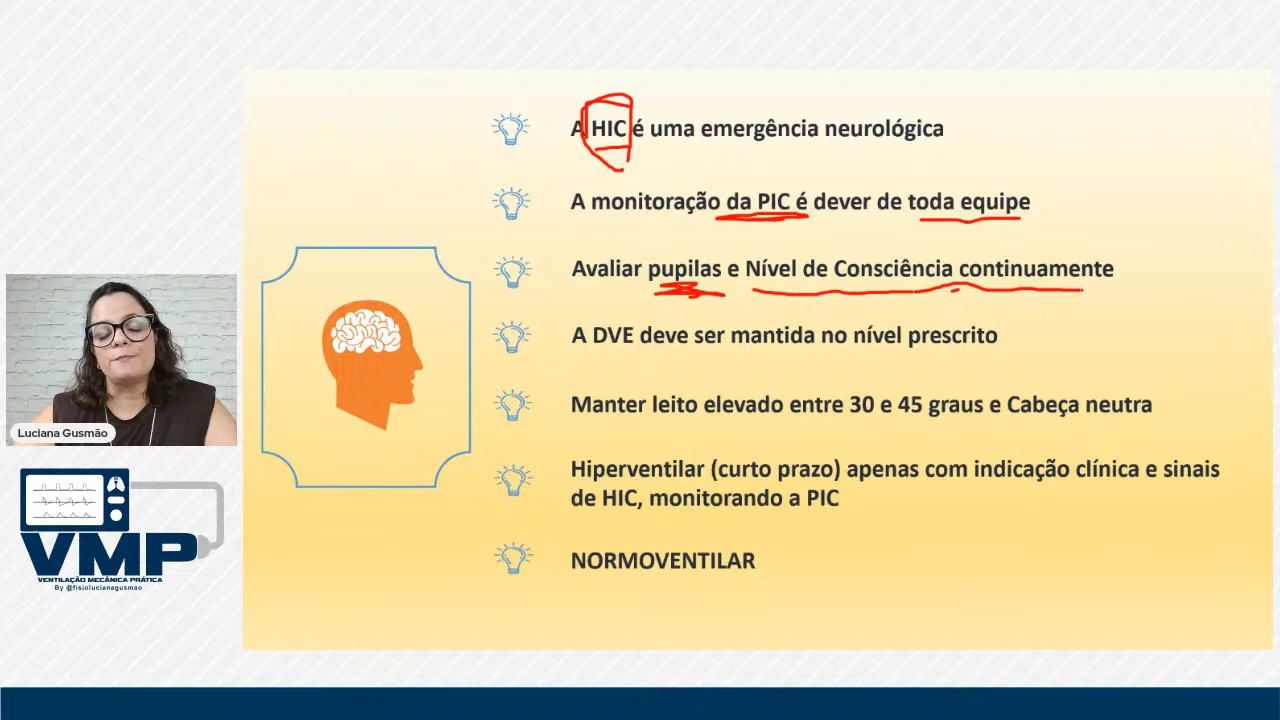 A HIC é uma emergência neurológica
A monitoração da PIC é dever de toda equipe
Avaliar pupilas e Nível de Consciência continuamente
A DVE deve ser mantida no nível prescrito
Manter leito elevado entre 30 e 45 graus e Cabeça neutra
Hiperventilar (curto prazo) apenas com indicação clínica e sinais
de HIC, monitorando a PIC
NORMOVENTILAR
Luciana Gusmão
VMP
VENTILAÇÃO MECÂNICA PRÁTICA
By @fisiolucianagusmao